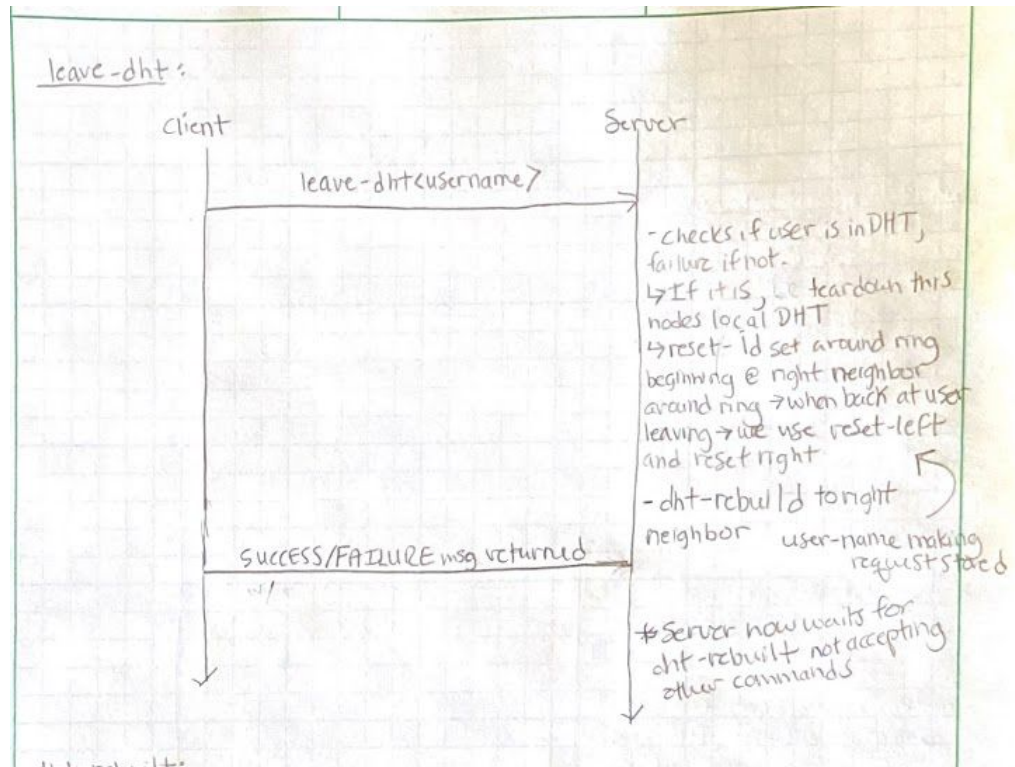 leave-dht:
Client
Server
leave-dht<username>
- checks if user is in DHT,
failure if not.
↳ If it is, teardown this
nodes local DHT
↳ reset-id set around ring
beginning @ right neighbor
around ring → when back at user
leaving → we use reset-left
and reset right
- dht-rebuild to right
neighbor
user-name making
request stored
SUCCESS/FAILURE msg returned
w/
* Server now waits for
dht-rebuilt not accepting
other commands